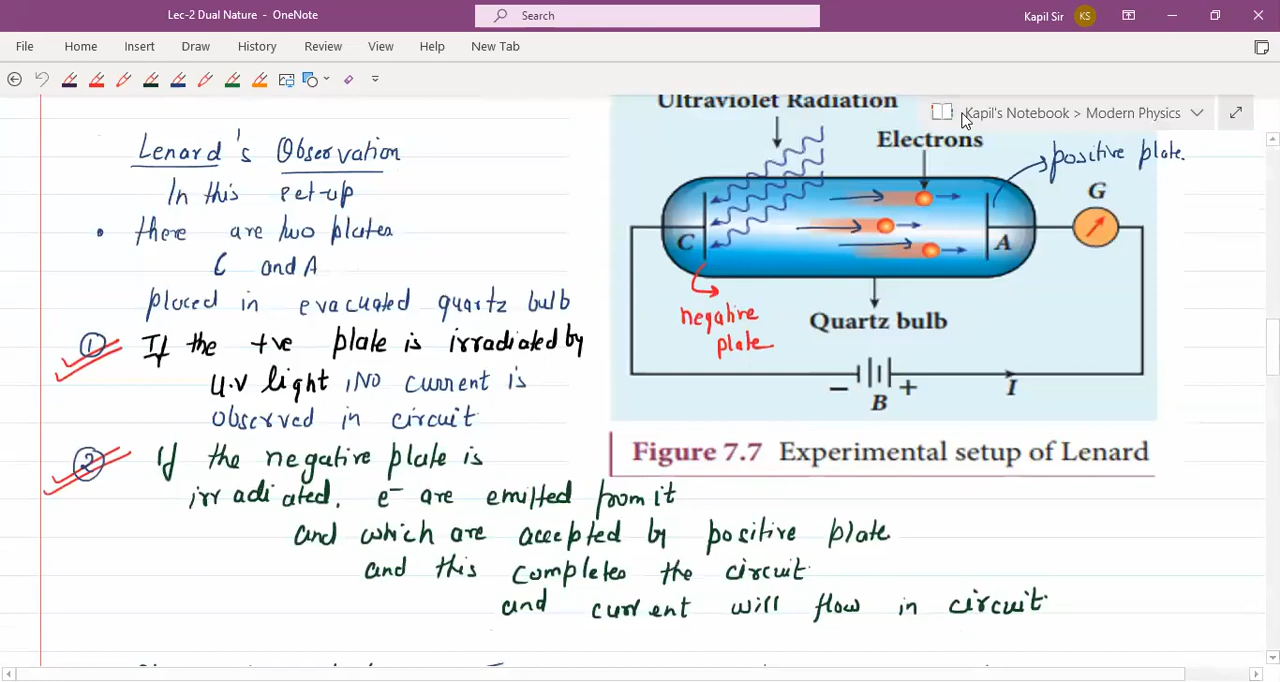 Lec-2 Dual Nature - OneNote
Search
Kapil Sir
KS
File Home Insert Draw History Review View Help New Tab
Kapil's Notebook > Modern Physics
Lenard's Observation
In this set-up
• there are two plates
C and A
placed in evacuated quartz bulb
① If the +ve plate is irradiated by
U.V light, No current is
observed in circuit
② If the negative plate is
irradiated, e⁻ are emitted from it
and which are accepted by positive plate
and this completes the circuit
and current will flow in circuit
Ultraviolet Radiation
Electrons
positive plate.
G
C
A
negative
plate
Quartz bulb
− +
B
I
Figure 7.7 Experimental setup of Lenard